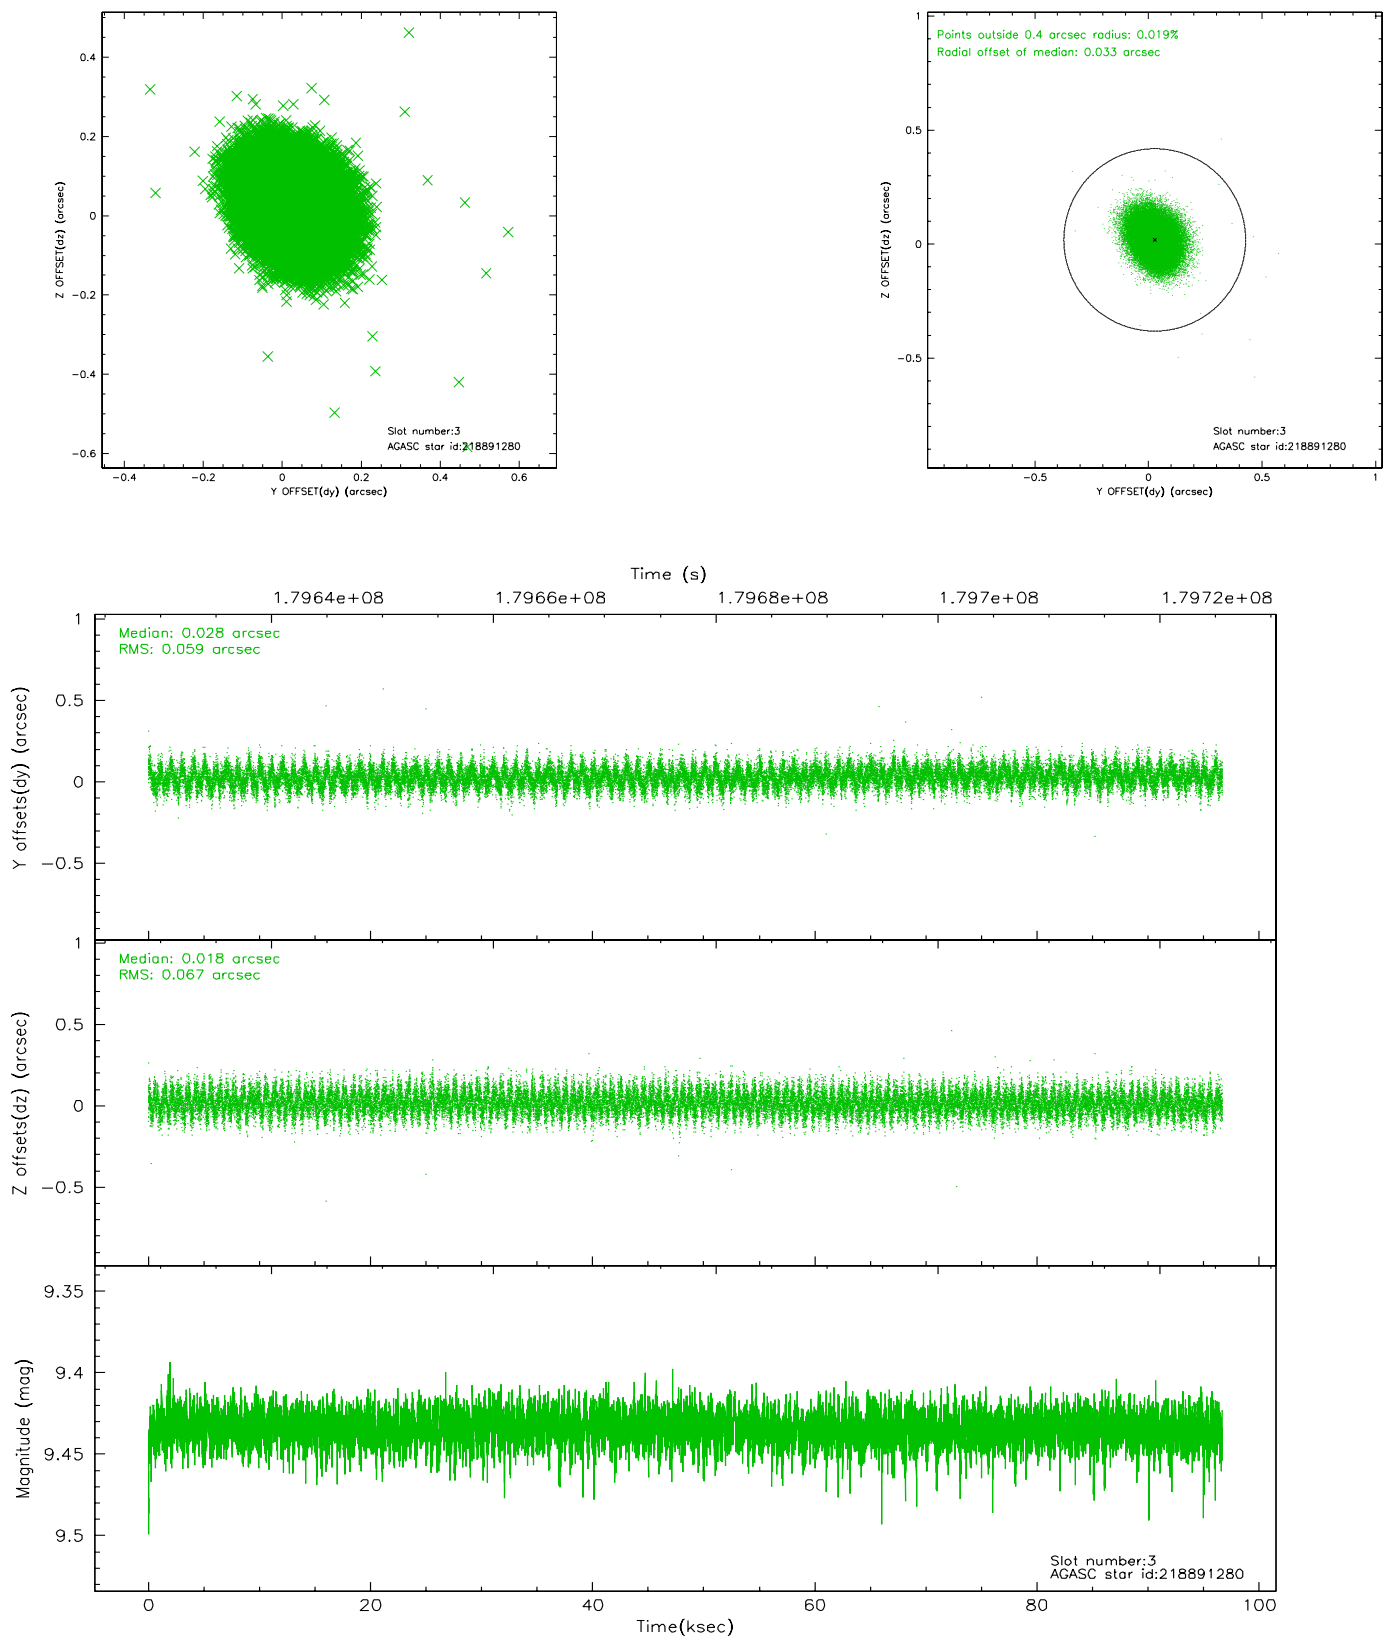 0.4
0.2
0
-0.2
-0.4
-0.6
Z OFFSET(dz) (arcsec)
-0.4
-0.2
0
0.2
0.4
0.6
Y OFFSET(dy) (arcsec)
Slot number:3
AGASC star id:218891280
Points outside 0.4 arcsec radius: 0.019%
Radial offset of median: 0.033 arcsec
1
0.5
0
-0.5
Z OFFSET(dz) (arcsec)
-0.5
0
0.5
1
Y OFFSET(dy) (arcsec)
Slot number:3
AGASC star id:218891280
Time (s)
1.7964e+08
1.7966e+08
1.7968e+08
1.797e+08
1.7972e+08
Median: 0.028 arcsec
RMS: 0.059 arcsec
1
0.5
0
-0.5
Y offsets(dy) (arcsec)
Median: 0.018 arcsec
RMS: 0.067 arcsec
1
0.5
0
-0.5
Z offsets(dz) (arcsec)
9.35
9.4
9.45
9.5
Magnitude (mag)
Slot number:3
AGASC star id:218891280
0
20
40
60
80
100
Time(ksec)